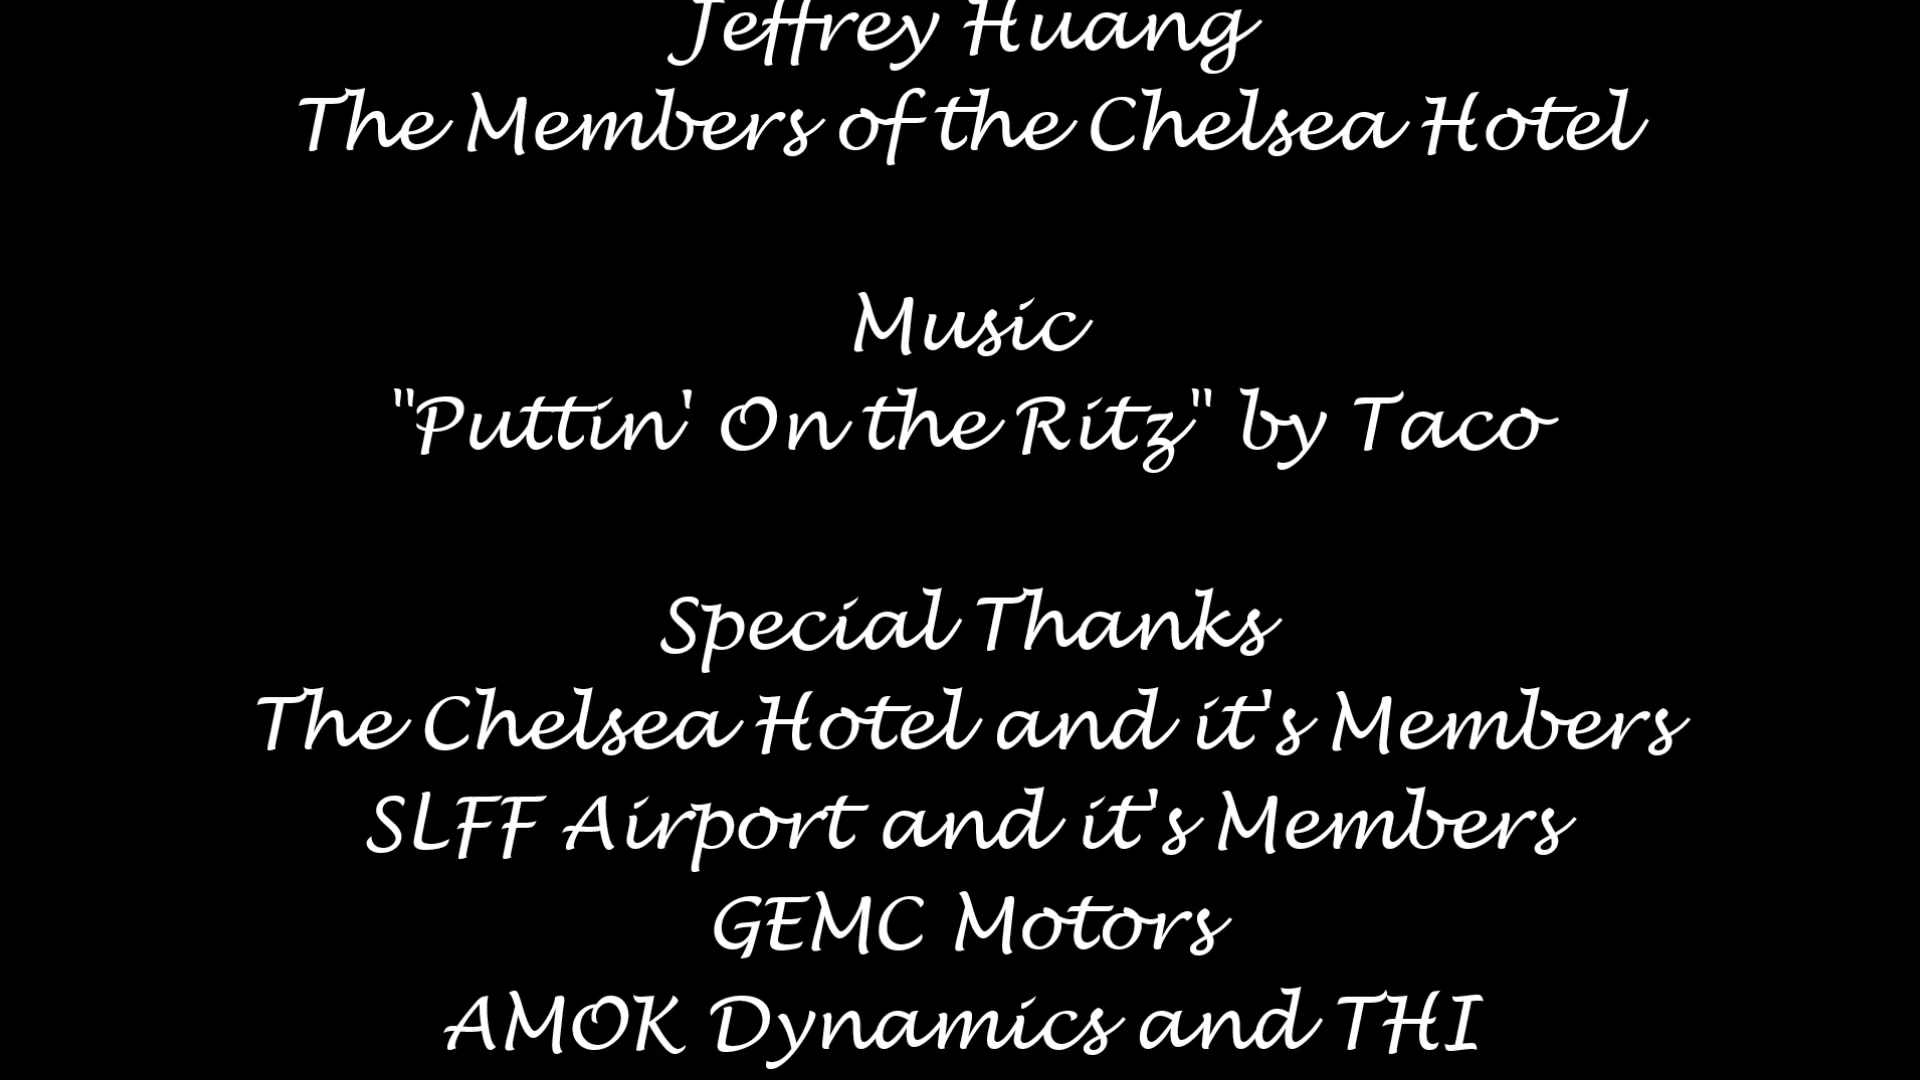 Jeffrey Huang
The Members of the Chelsea Hotel
Music
"Puttin' On the Ritz" by Taco
Special Thanks
The Chelsea Hotel and it's Members
SLFF Airport and it's Members
GEMC Motors
AMOK Dynamics and THI